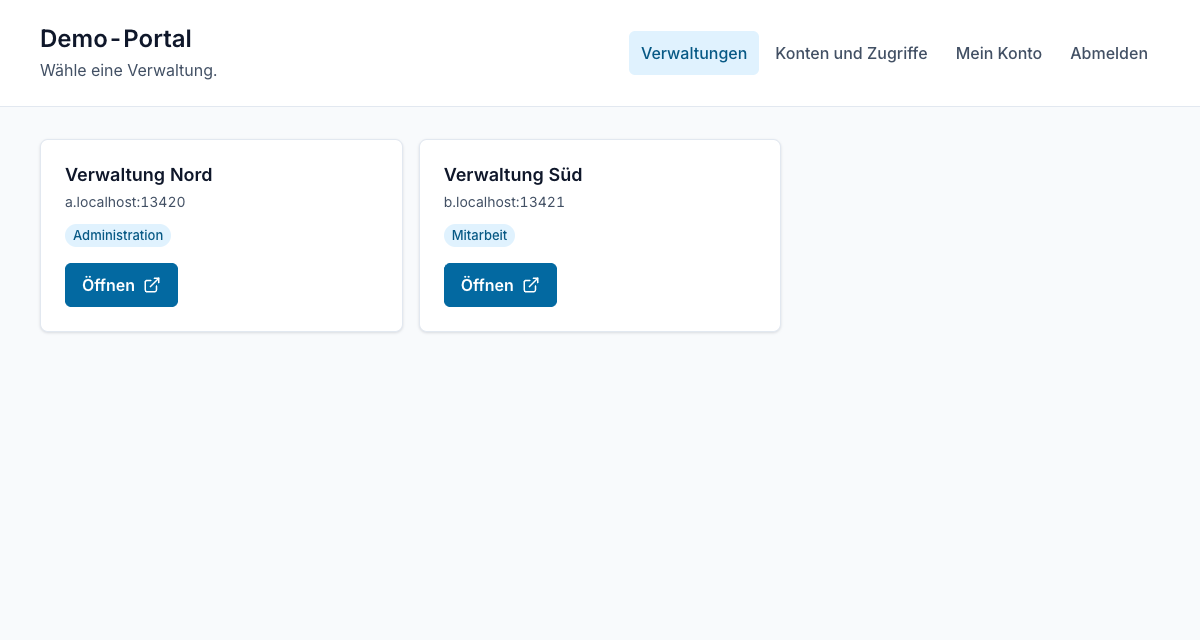 Demo-Portal
Wähle eine Verwaltung.
Verwaltungen
Konten und Zugriffe
Mein Konto
Abmelden
Verwaltung Nord
a.localhost:13420
Administration
Öffnen
Verwaltung Süd
b.localhost:13421
Mitarbeit
Öffnen